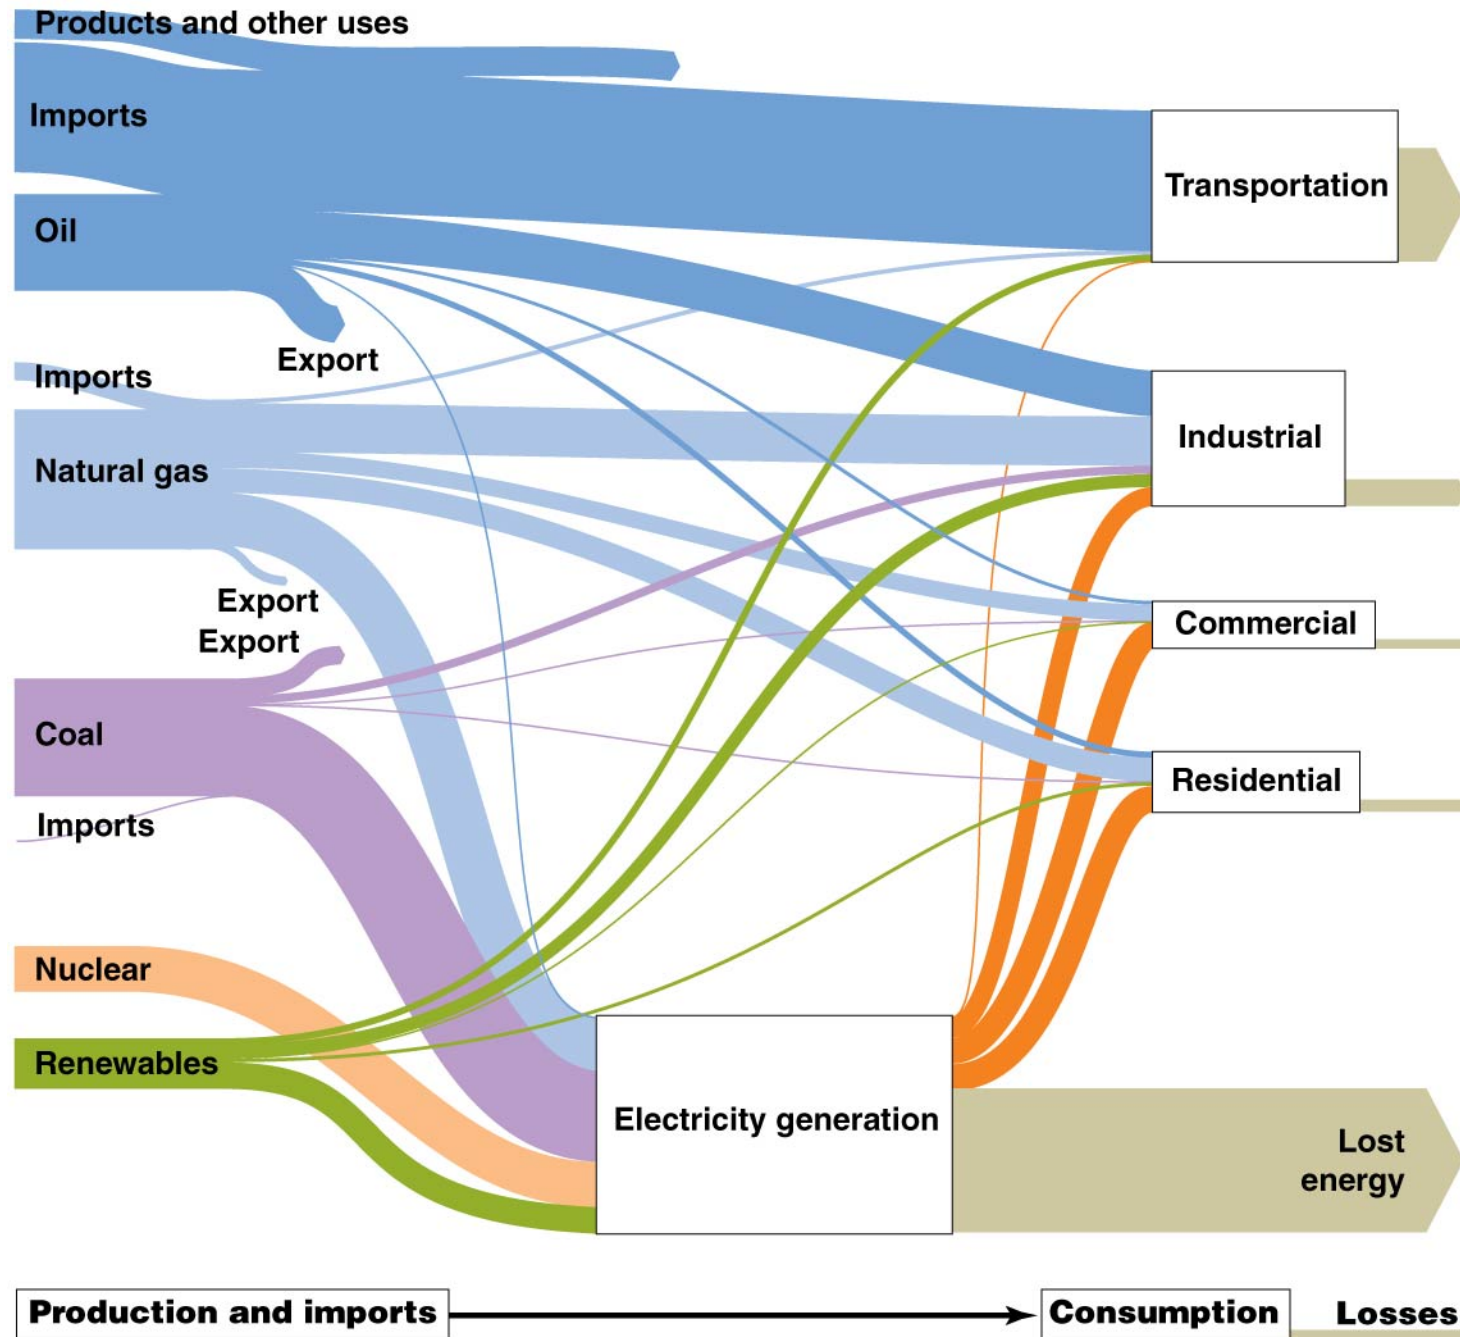 Products and other uses
Imports
Transportation
Oil
Export
Imports
Industrial
Natural gas
Export
Export
Commercial
Coal
Residential
Imports
Nuclear
Renewables
Electricity generation
Lost
energy
Production and imports
Consumption
Losses